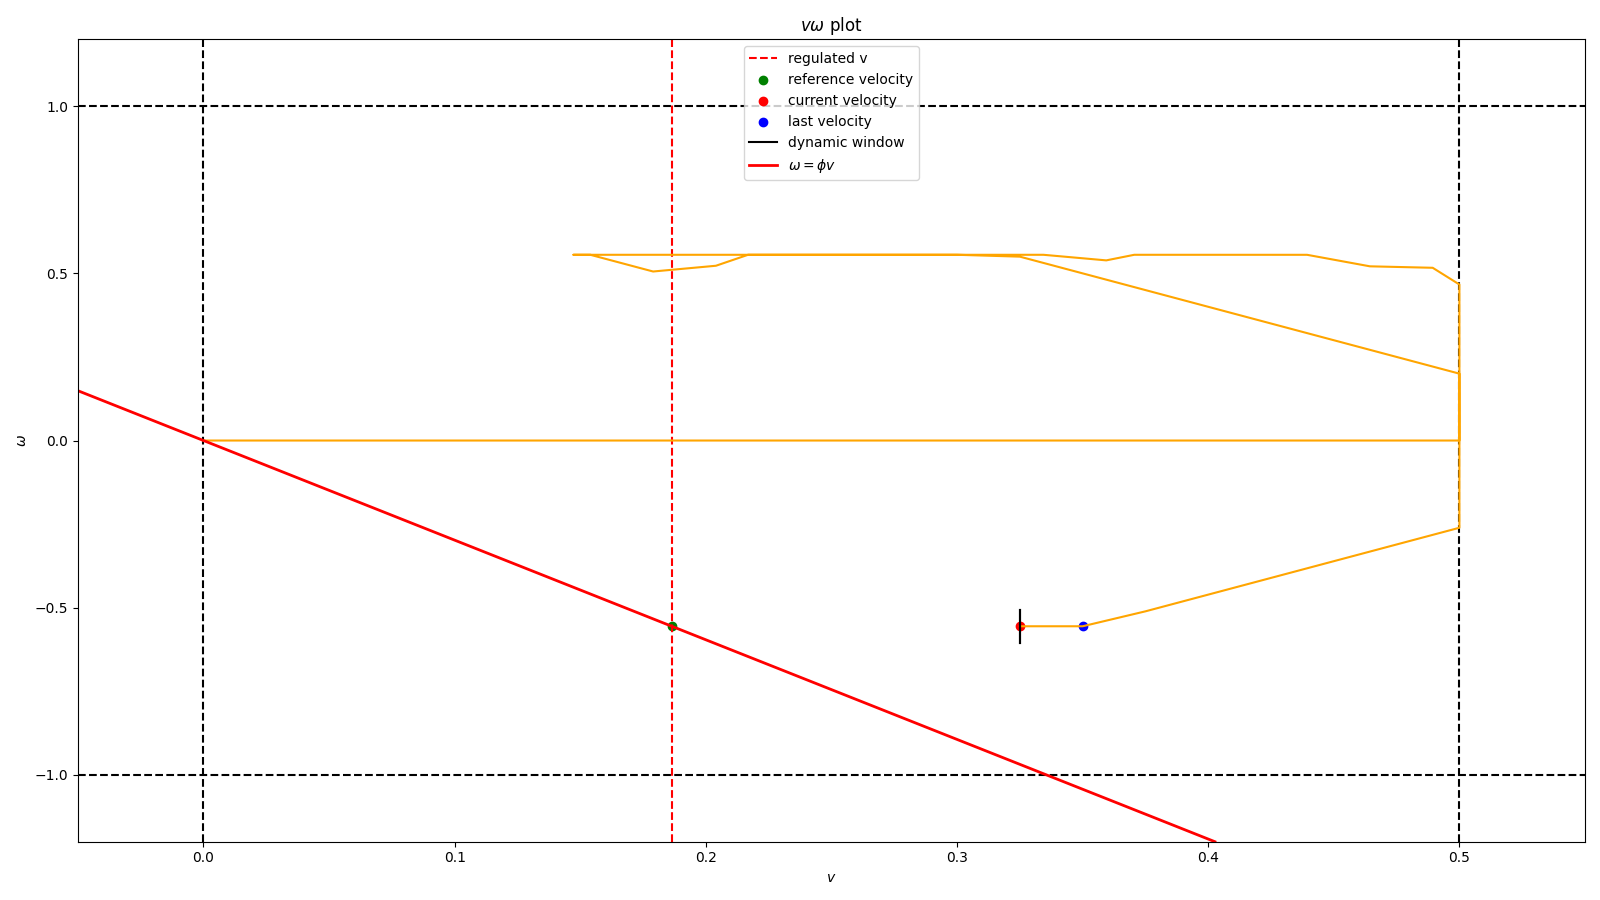 vω plot
regulated v
reference velocity
current velocity
last velocity
dynamic window
ω = ϕv
1.0
0.5
0.0
−0.5
−1.0
ω
0.0 0.1 0.2 0.3 0.4 0.5
v